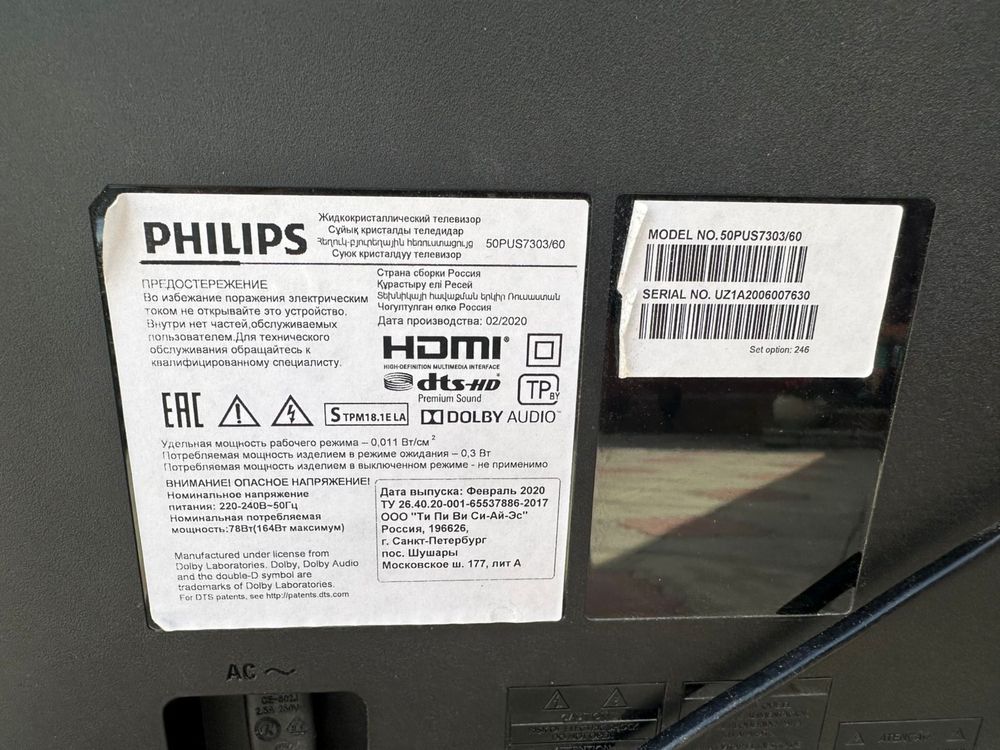 PHILIPS
Жидкокристаллический телевизор
Сұйық кристалды теледидар
Հեղուկ-բյուրեղային հեռուստացույց
Суюк кристалдуу телевизор
50PUS7303/60
ПРЕДОСТЕРЕЖЕНИЕ
Во избежание поражения электрическим
током не открывайте это устройство.
Внутри нет частей,обслуживаемых
пользователем.Для технического
обслуживания обращайтесь к
квалифицированному специалисту.
Страна сборки Россия
Құрастыру елі Ресей
Տեխնիկայի հավաքման երկիր Ռուսաստան
Чогултулган өлкө Россия
Дата производства: 02/2020
HDMI
HIGH-DEFINITION MULTIMEDIA INTERFACE
dts-HD
Premium Sound
TP BY
EAC
S TPM18.1E LA
DOLBY AUDIO™
Удельная мощность рабочего режима – 0,011 Вт/см²
Потребляемая мощность изделием в режиме ожидания – 0,3 Вт
Потребляемая мощность изделием в выключенном режиме - не применимо
ВНИМАНИЕ! ОПАСНОЕ НАПРЯЖЕНИЕ!
Номинальное напряжение
питания: 220-240В~50Гц
Номинальная потребляемая
мощность:78Вт(164Вт максимум)
Дата выпуска: Февраль 2020
ТУ 26.40.20-001-65537886-2017
ООО "Ти Пи Ви Си-Ай-Эс"
Россия, 196626,
г. Санкт-Петербург
пос. Шушары
Московское ш. 177, лит А
Manufactured under license from
Dolby Laboratories. Dolby, Dolby Audio
and the double-D symbol are
trademarks of Dolby Laboratories.
For DTS patents, see http://patents.dts.com
MODEL NO. 50PUS7303/60
SERIAL NO. UZ1A2006007630
Set option: 246
AC ~
2.5A 250V
CAUTION